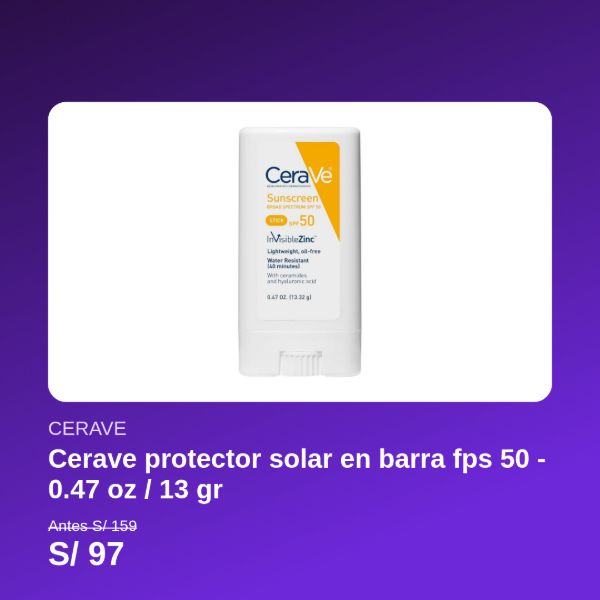 CeraVe
Sunscreen
BROAD SPECTRUM SPF 50
STICK SPF 50
InVisibleZinc™
Lightweight, oil-free
Water Resistant
(40 minutes)
With ceramides
and hyaluronic acid
0.47 OZ. (13.32 g)
CERAVE
Cerave protector solar en barra fps 50 -
0.47 oz / 13 gr
Antes S/ 159
S/ 97